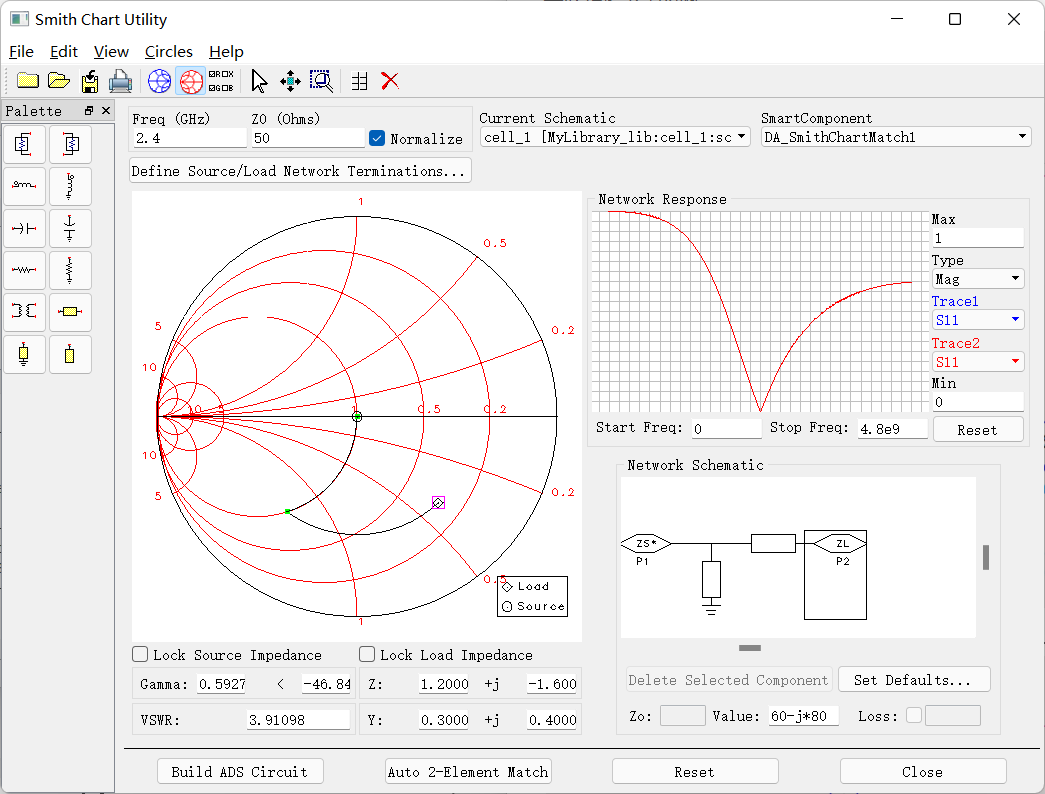 Smith Chart Utility
File Edit View Circles Help
BROX
BGOB
Palette
Freq (GHz)
Z0 (Ohms)
2.4
50
Normalize
Current Schematic
cell_1 [MyLibrary_lib:cell_1:sc
SmartComponent
DA_SmithChartMatch1
Define Source/Load Network Terminations...
1
0.5
0.2
5
10
1
0.5
0.2
10
5
0.2
0.5
1
Load
Source
Network Response
Max
1
Type
Mag
Trace1
S11
Trace2
S11
Min
0
Start Freq: 0
Stop Freq: 4.8e9
Reset
Network Schematic
ZS*
P1
ZL
P2
Lock Source Impedance
Lock Load Impedance
Gamma: 0.5927 < -46.84
Z: 1.2000 +j -1.600
VSWR: 3.91098
Y: 0.3000 +j 0.4000
Delete Selected Component
Set Defaults...
Zo:
Value: 60-j*80
Loss:
Build ADS Circuit
Auto 2-Element Match
Reset
Close